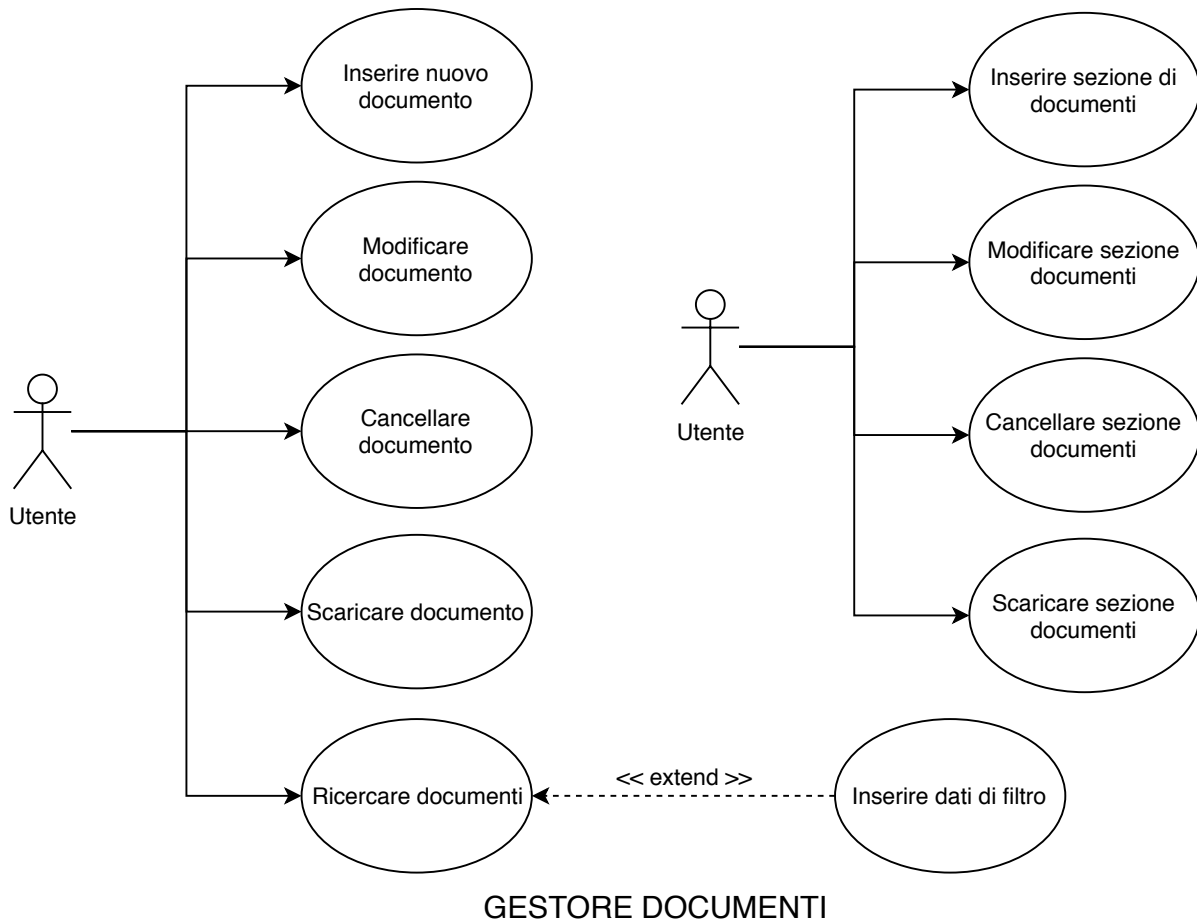 Inserire nuovo
documento
Modificare
documento
Cancellare
documento
Utente
Scaricare documento
Ricercare documenti
<< extend >>
Inserire dati di filtro
Inserire sezione di
documenti
Modificare sezione
documenti
Utente
Cancellare sezione
documenti
Scaricare sezione
documenti
GESTORE DOCUMENTI